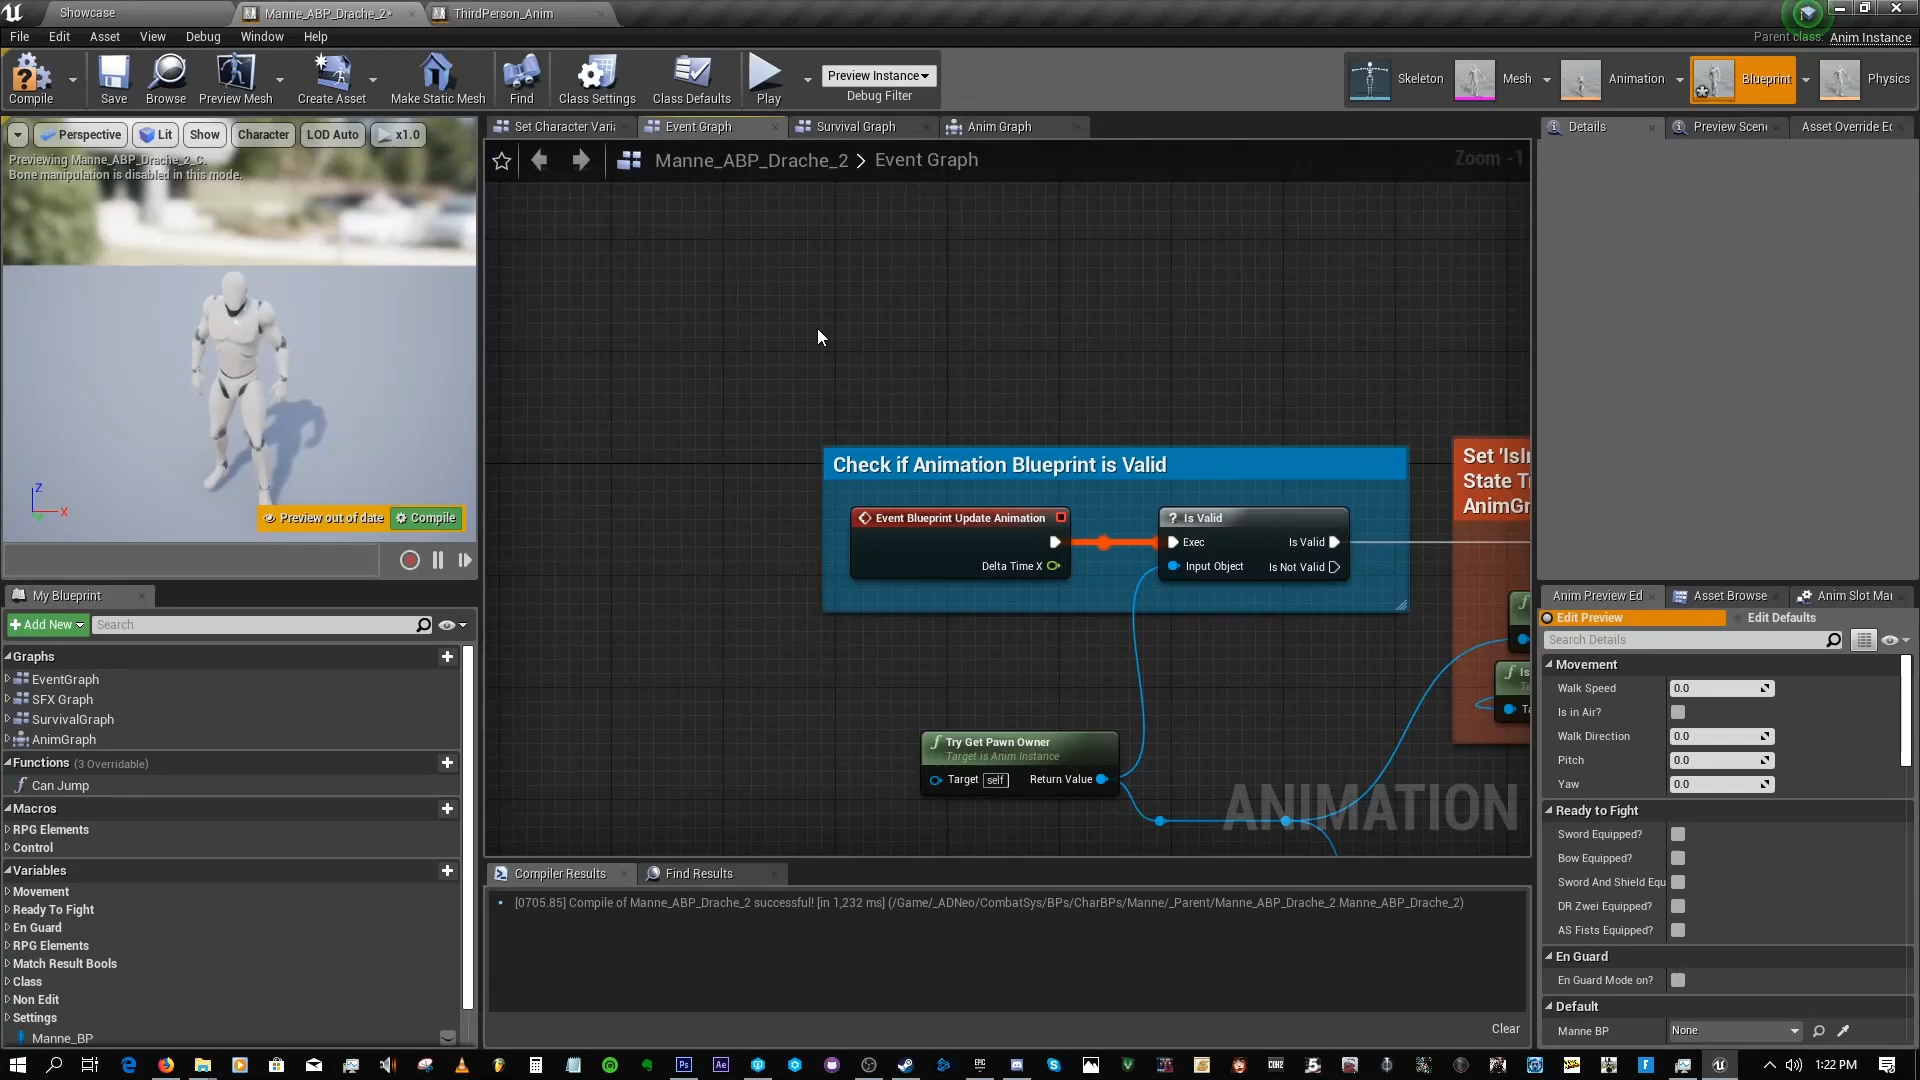 Showcase
Manne_ABP_Drache_2*
ThirdPerson_Anim
File Edit Asset View Debug Window Help
Parent class: Anim Instance
Compile
Save
Browse
Preview Mesh
Create Asset
Make Static Mesh
Find
Class Settings
Class Defaults
Play
Preview Instance
Debug Filter
Skeleton
Mesh
Animation
Blueprint
Physics
Perspective Lit Show Character LOD Auto x1.0
Previewing Manne_ABP_Drache_2_C.
Bone manipulation is disabled in this mode.
Z
X
Preview out of date Compile
Set Character Vari
Event Graph
Survival Graph
Anim Graph
Manne_ABP_Drache_2 > Event Graph
Zoom -1
Check if Animation Blueprint is Valid
Event Blueprint Update Animation
Delta Time X
? Is Valid
Exec Is Valid
Input Object Is Not Valid
Set 'IsI
State T
AnimGr
f Is
Ta
f Try Get Pawn Owner
Target is Anim Instance
Target self Return Value
ANIMATION
My Blueprint
+ Add New Search
Graphs
EventGraph
SFX Graph
SurvivalGraph
AnimGraph
Functions (3 Overridable)
f Can Jump
Macros
RPG Elements
Control
Variables
Movement
Ready To Fight
En Guard
RPG Elements
Match Result Bools
Class
Non Edit
Settings
Manne_BP
Compiler Results
Find Results
[0705.85] Compile of Manne_ABP_Drache_2 successful! [in 1,232 ms] (/Game/_ADNeo/CombatSys/BPs/CharBPs/Manne/_Parent/Manne_ABP_Drache_2.Manne_ABP_Drache_2)
Clear
Details
Preview Scen
Asset Override Ec
Anim Preview Ed
Asset Browse
Anim Slot Mar
Edit Preview
Edit Defaults
Search Details
Movement
Walk Speed 0.0
Is in Air?
Walk Direction 0.0
Pitch 0.0
Yaw 0.0
Ready to Fight
Sword Equipped?
Bow Equipped?
Sword And Shield Equ
DR Zwei Equipped?
AS Fists Equipped?
En Guard
En Guard Mode on?
Default
Manne BP None
1:22 PM